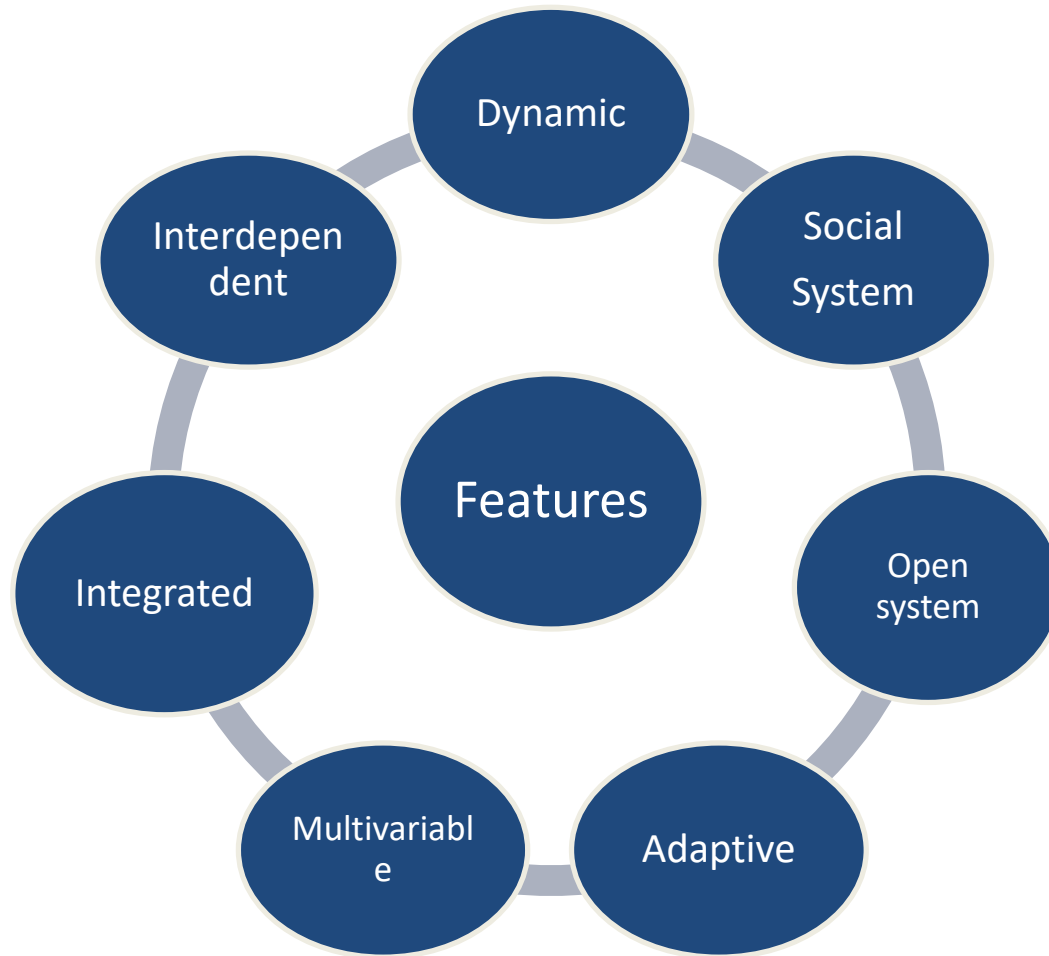 Dynamic
Social
System
Open
system
Adaptive
Multivariabl
e
Integrated
Interdepen
dent
Features